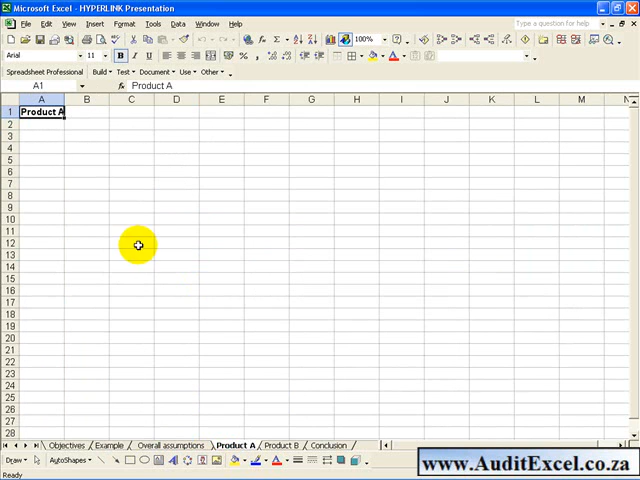 Microsoft Excel - HYPERLINK Presentation
File Edit View Insert Format Tools Data Window Help
Type a question for help
100%
Arial 11 B I U
Spreadsheet Professional Build Test Document Use Other
A1 fx Product A
A B C D E F G H I J K L M N
1 Product A
2
3
4
5
6
7
8
9
10
11
12
13
14
15
16
17
18
19
20
21
22
23
24
25
26
27
28
Objectives Example Overall assumptions Product A Product B Conclusion
Draw AutoShapes
www.AuditExcel.co.za